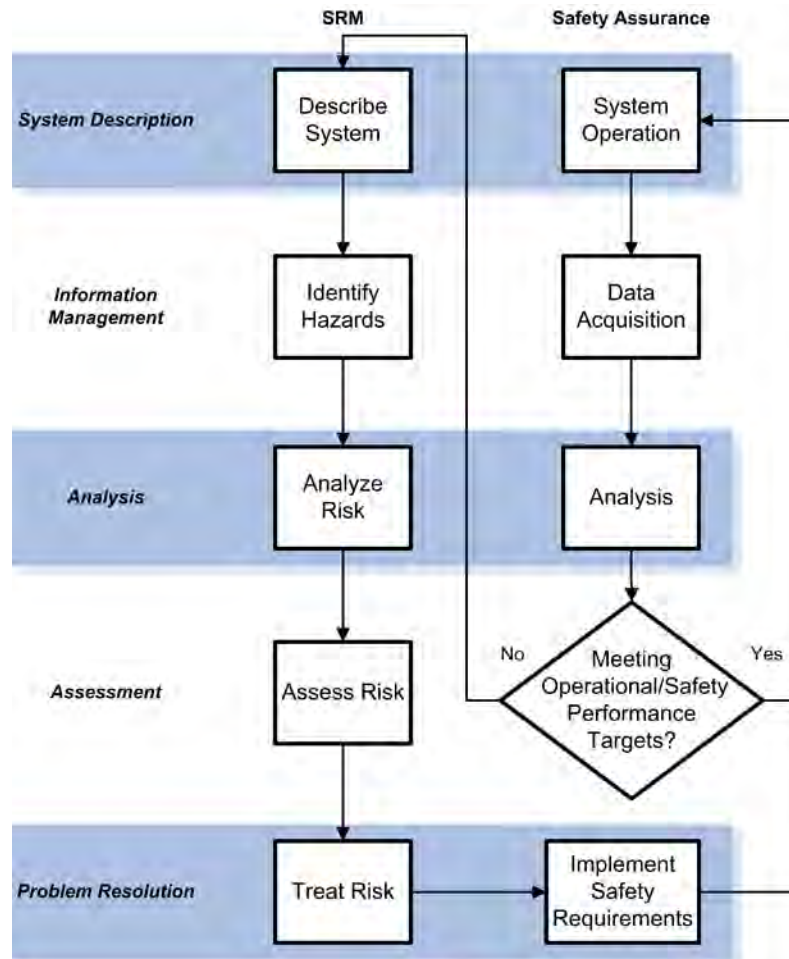 SRM
Safety Assurance
System Description
Describe
System
System
Operation
Information
Management
Identify
Hazards
Data
Acquisition
Analysis
Analyze
Risk
Analysis
Assessment
Assess Risk
No
Meeting
Operational/Safety
Performance
Targets?
Yes
Problem Resolution
Treat Risk
Implement
Safety
Requirements